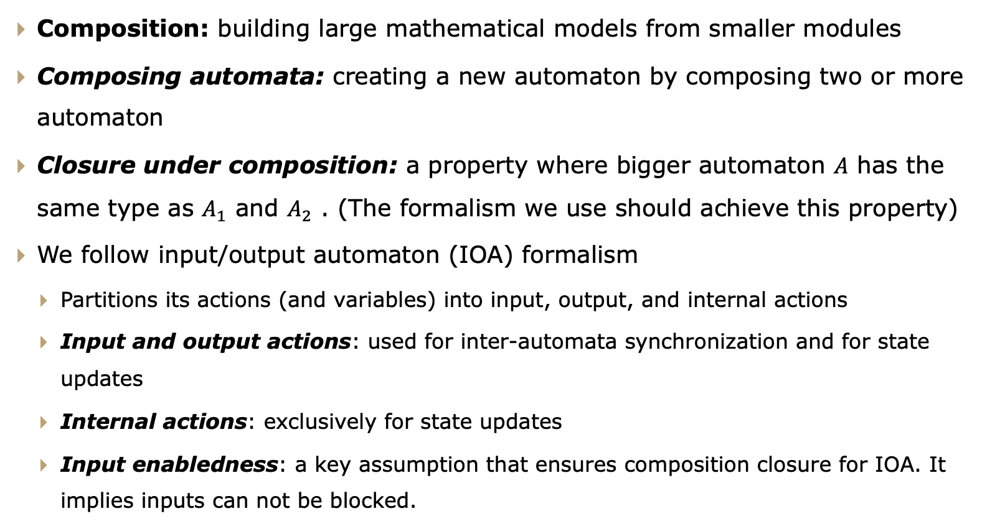 Composition: building large mathematical models from smaller modules
Composing automata: creating a new automaton by composing two or more
automaton
Closure under composition: a property where bigger automaton A has the
same type as A₁ and A₂ . (The formalism we use should achieve this property)
We follow input/output automaton (IOA) formalism
Partitions its actions (and variables) into input, output, and internal actions
Input and output actions: used for inter-automata synchronization and for state
updates
Internal actions: exclusively for state updates
Input enabledness: a key assumption that ensures composition closure for IOA. It
implies inputs can not be blocked.